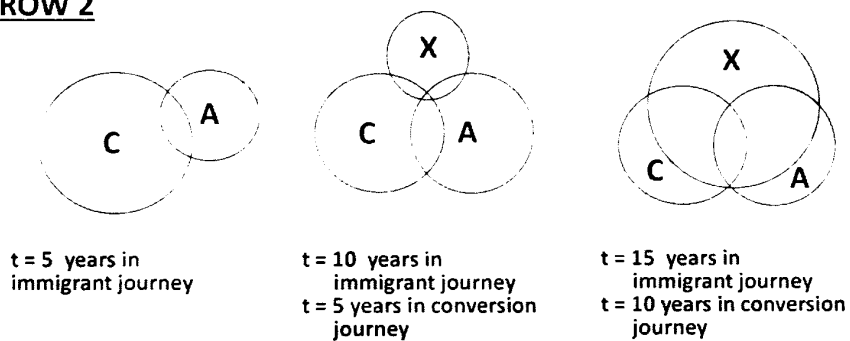 ROW 2
X
X
C
A
C
A
C
A
t = 5 years in
immigrant journey
t = 10 years in
immigrant journey
t = 5 years in conversion
journey
t = 15 years in
immigrant journey
t = 10 years in conversion
journey